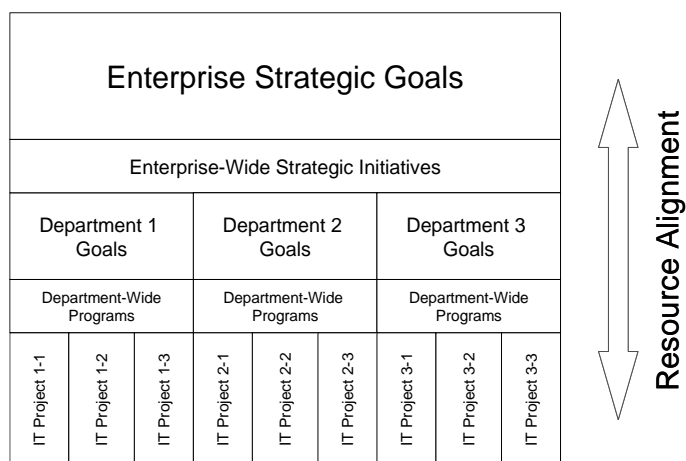 Enterprise Strategic Goals
Enterprise-Wide Strategic Initiatives
Department 1
Goals
Department 2
Goals
Department 3
Goals
Department-Wide
Programs
Department-Wide
Programs
Department-Wide
Programs
IT Project 1-1
IT Project 1-2
IT Project 1-3
IT Project 2-1
IT Project 2-2
IT Project 2-3
IT Project 3-1
IT Project 3-2
IT Project 3-3
Resource Alignment